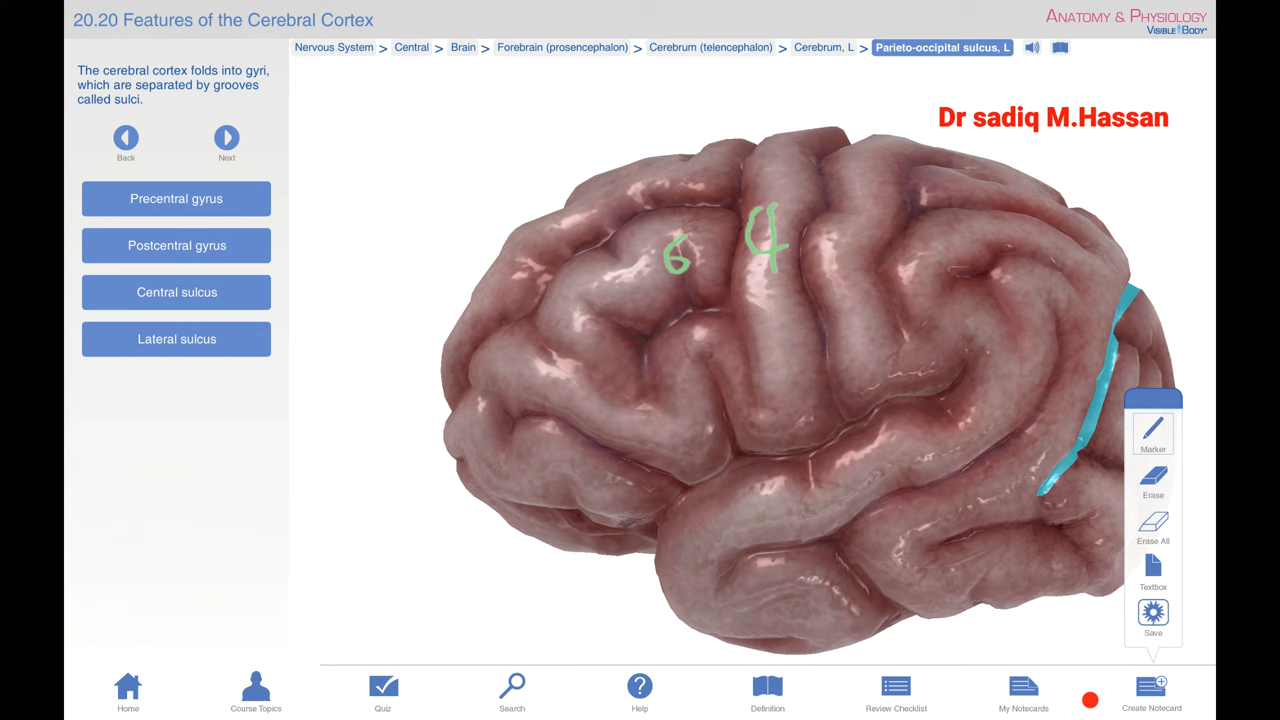 20.20 Features of the Cerebral Cortex
ANATOMY & PHYSIOLOGY
VISIBLE BODY®
Nervous System > Central > Brain > Forebrain (prosencephalon) > Cerebrum (telencephalon) > Cerebrum, L > Parieto-occipital sulcus, L
The cerebral cortex folds into gyri,
which are separated by grooves
called sulci.
Back Next
Precentral gyrus
Postcentral gyrus
Central sulcus
Lateral sulcus
Dr sadiq M.Hassan
6 4
Marker
Erase
Erase All
Textbox
Save
Home Course Topics Quiz Search Help Definition Review Checklist My Notecards Create Notecard